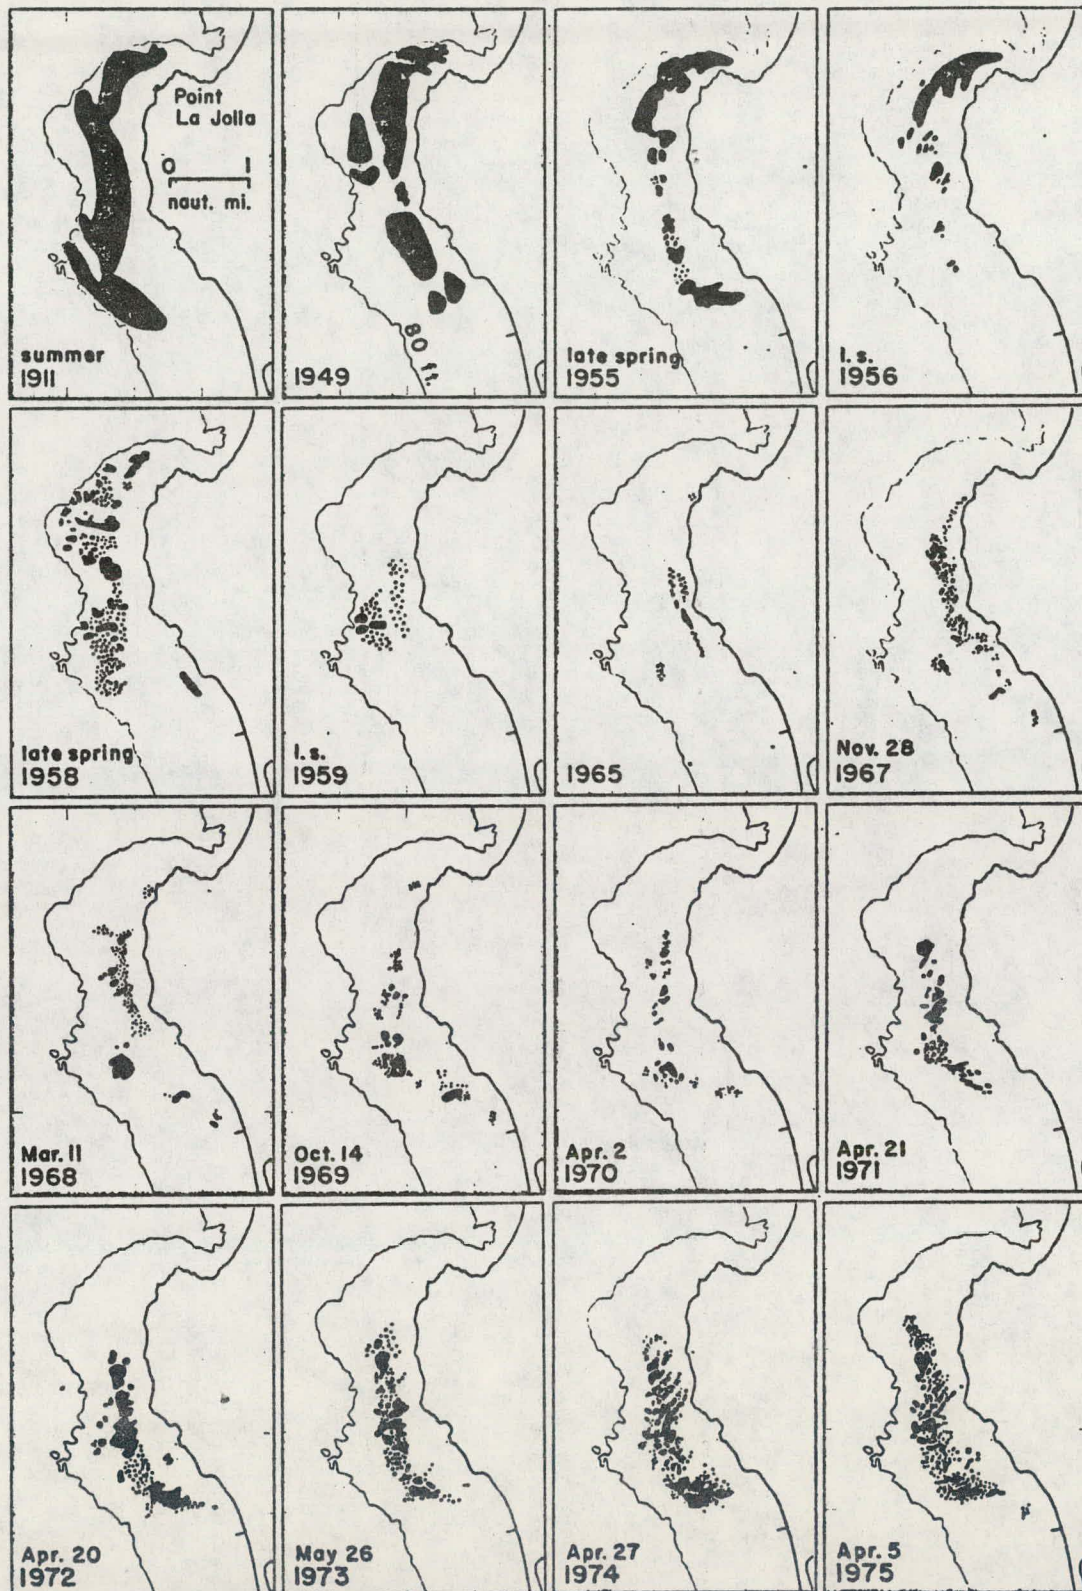 Point
La Jolla
0 1
naut. mi.
summer
1911
80 ft.
1949
late spring
1955
l. s.
1956
late spring
1958
l. s.
1959
1965
Nov. 28
1967
Mar. 11
1968
Oct. 14
1969
Apr. 2
1970
Apr. 21
1971
Apr. 20
1972
May 26
1973
Apr. 27
1974
Apr. 5
1975